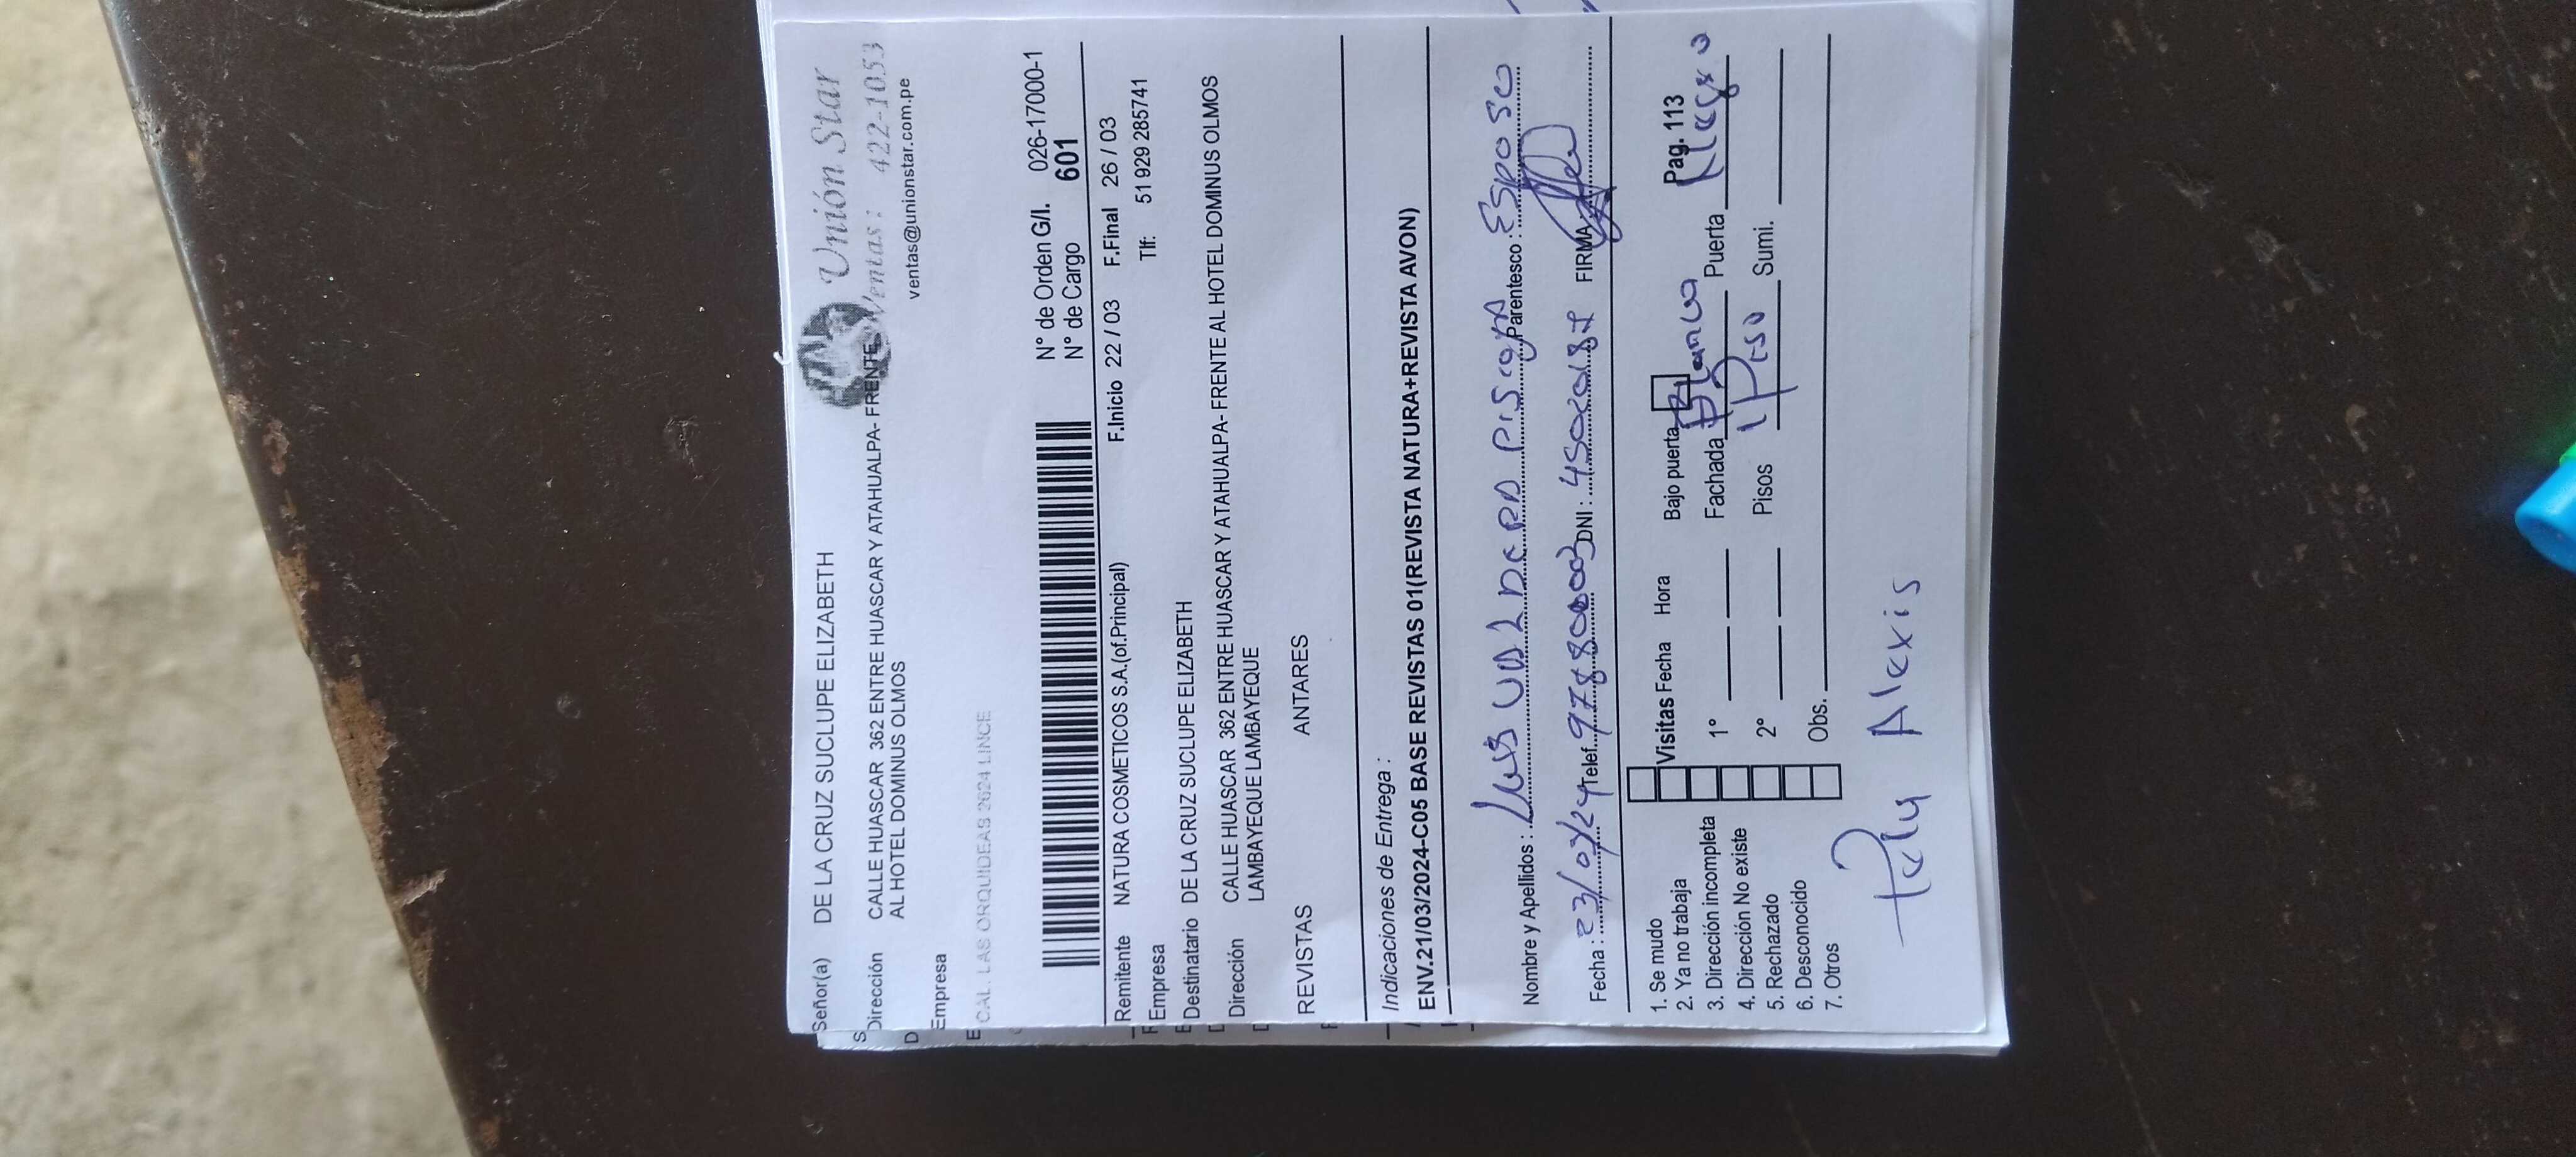 Unión Star
Ventas: 422-1053
ventas@unionstar.com.pe
Señor(a) DE LA CRUZ SUCLUPE ELIZABETH
Dirección CALLE HUASCAR 362 ENTRE HUASCAR Y ATAHUALPA- FRENTE
AL HOTEL DOMINUS OLMOS
Empresa
CAL. LAS ORQUIDEAS 2624 LINCE
N° de Orden G/I. 026-17000-1
N° de Cargo 601
Remitente NATURA COSMETICOS S.A.(of.Principal) F.Inicio 22 / 03 F.Final 26 / 03
Empresa Tlf: 51 929 2857 41
Destinatario DE LA CRUZ SUCLUPE ELIZABETH
Dirección CALLE HUASCAR 362 ENTRE HUASCAR Y ATAHUALPA- FRENTE AL HOTEL DOMINUS OLMOS
LAMBAYEQUE LAMBAYEQUE
REVISTAS ANTARES
Indicaciones de Entrega :
ENV.21/03/2024-C05 BASE REVISTAS 01(REVISTA NATURA+REVISTA AVON)
Nombre y Apellidos : Luis Parentesco : Esposo
Fecha : 23/03/24 Telef. DNI : FIRMA
1. Se mudo Visitas Fecha Hora Bajo puerta Pag. 113
2. Ya no trabaja 1° Fachada Blanca Puerta Negro
3. Dirección incompleta 2° Pisos 1 Piso Sumi.
4. Dirección No existe Obs.
5. Rechazado
6. Desconocido
7. Otros
Alexis